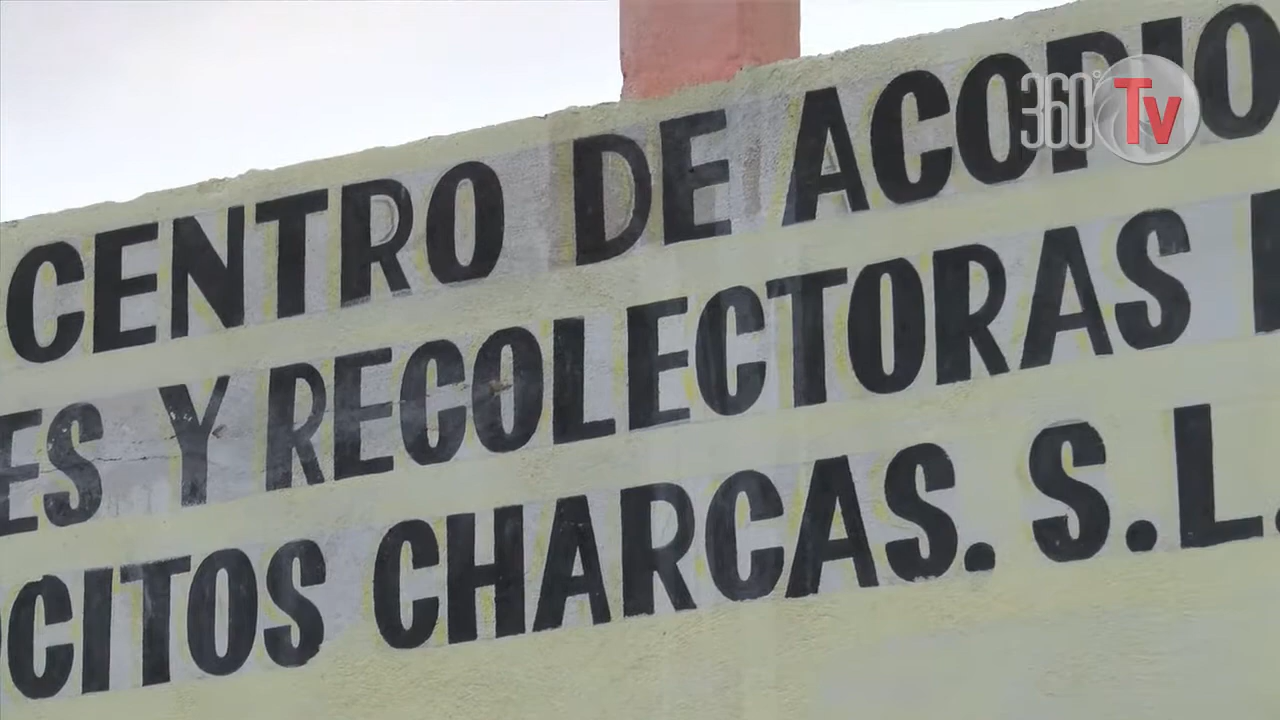 CENTRO DE ACOPIO
ES Y RECOLECTORAS
CITOS CHARCAS. S.L.
360° Tv